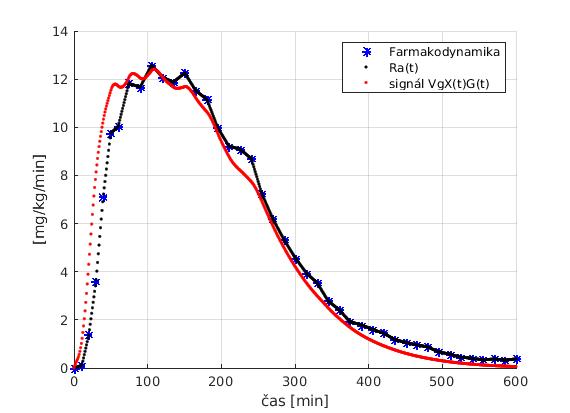 14
12
10
8
6
4
2
0
[mg/kg/min]
Farmakodynamika
Ra(t)
signál VgX(t)G(t)
0 100 200 300 400 500 600
čas [min]